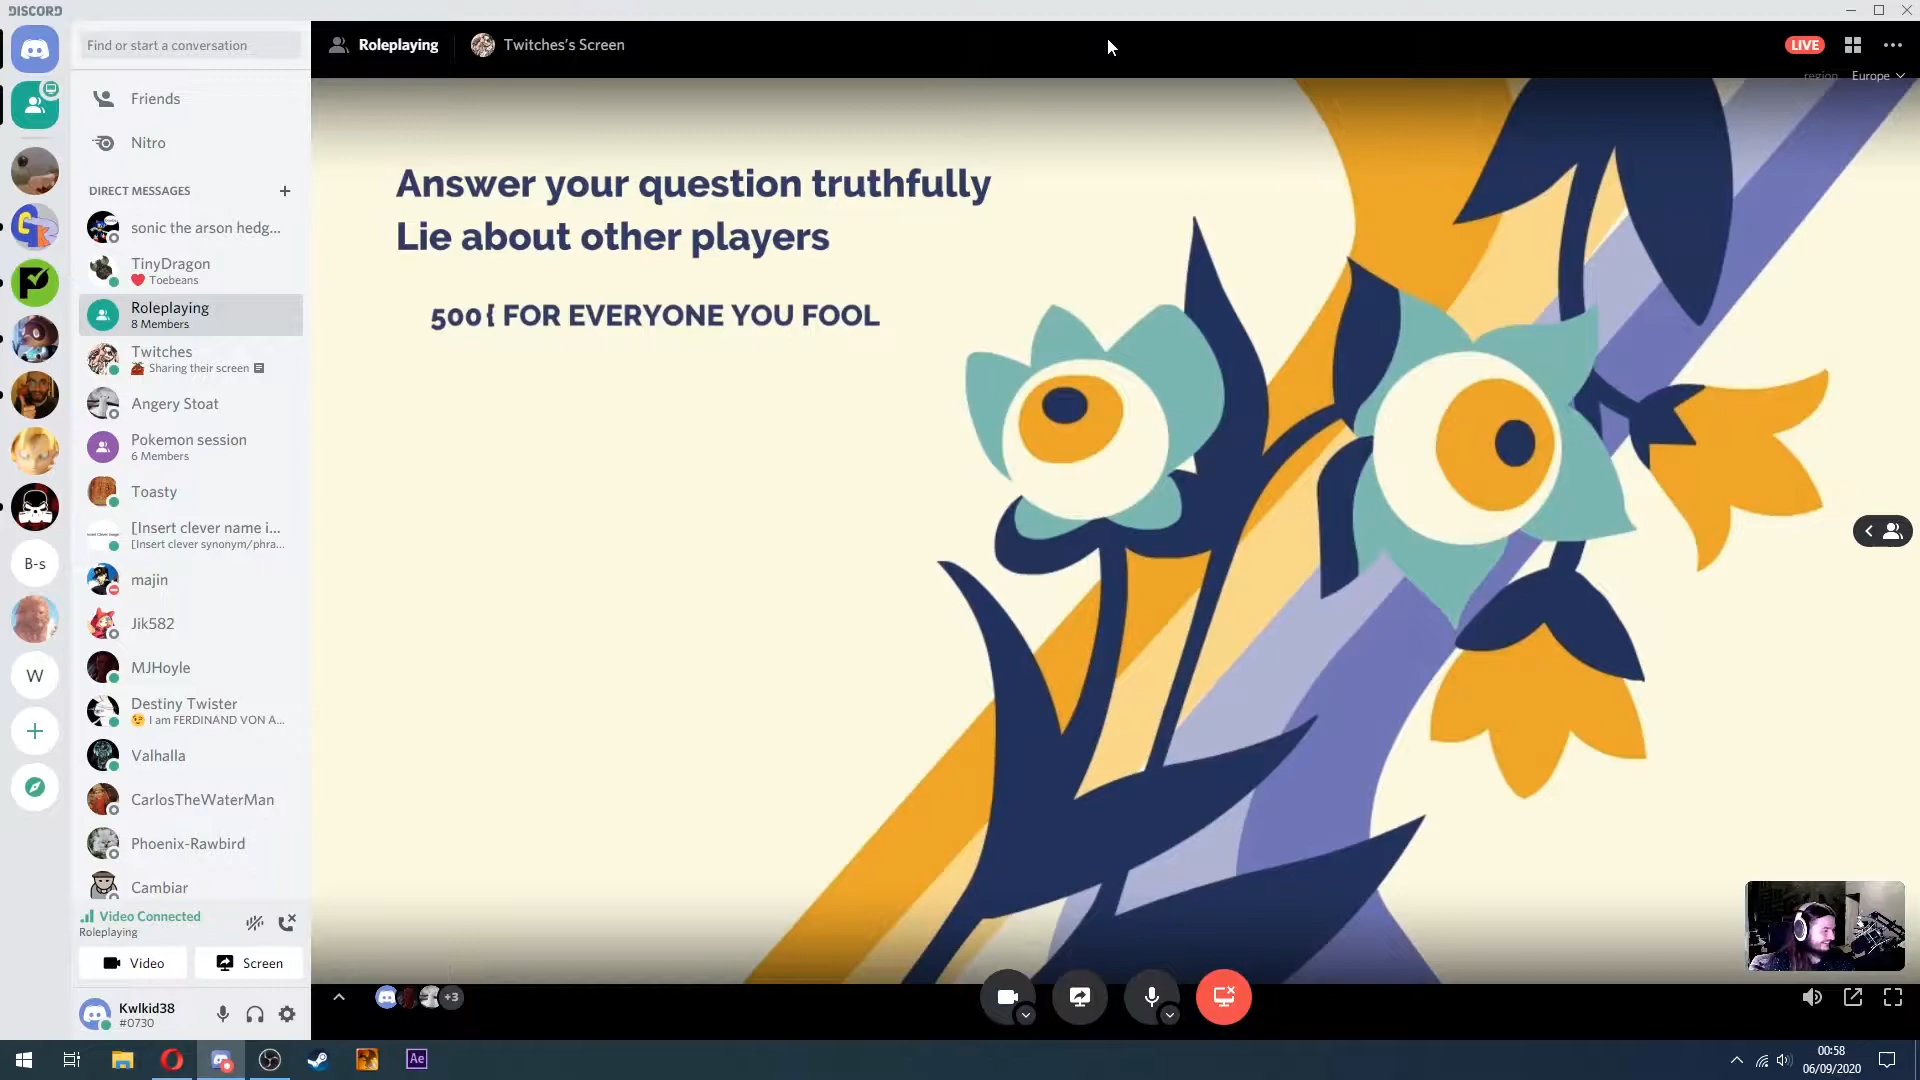 DISCORD
Find or start a conversation
Roleplaying
Twitches's Screen
LIVE
region
Europe
Friends
Nitro
DIRECT MESSAGES
sonic the arson hedg...
TinyDragon
Toebeans
Roleplaying
8 Members
Twitches
Sharing their screen
Angery Stoat
Pokemon session
6 Members
Toasty
[Insert clever name i...
[Insert clever synonym/phra...
majin
Jik582
MJHoyle
Destiny Twister
I am FERDINAND VON A...
Valhalla
CarlosTheWaterMan
Phoenix-Rawbird
Cambiar
B-s
W
Answer your question truthfully
Lie about other players
500{ FOR EVERYONE YOU FOOL
Video Connected
Roleplaying
Video
Screen
Kwlkid38
#0730
+3
Ae
00:58
06/09/2020